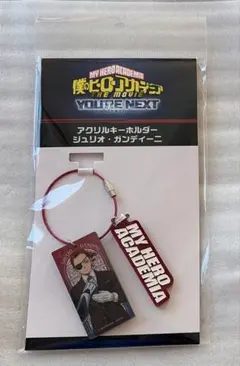 MY HERO ACADEMIA
僕のヒーローアカデミア
THE MOVIE
YOU'RE NEXT
アクリルキーホルダー
ジュリオ・ガンディーニ
MY HERO
ACADEMIA